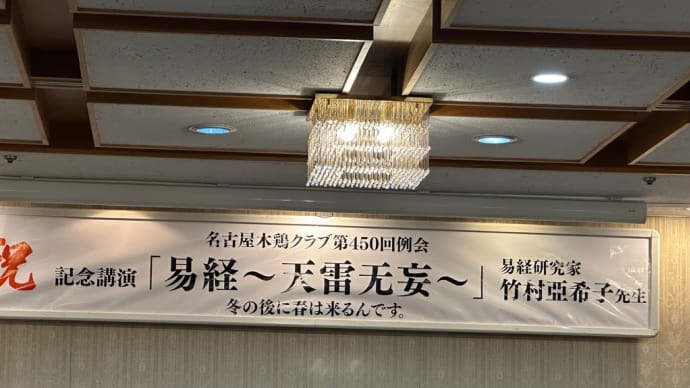 祝
名古屋木鶏クラブ第450回例会
記念講演「易経～天雷无妄～」
冬の後に春は来るんです。
易経研究家
竹村亞希子先生